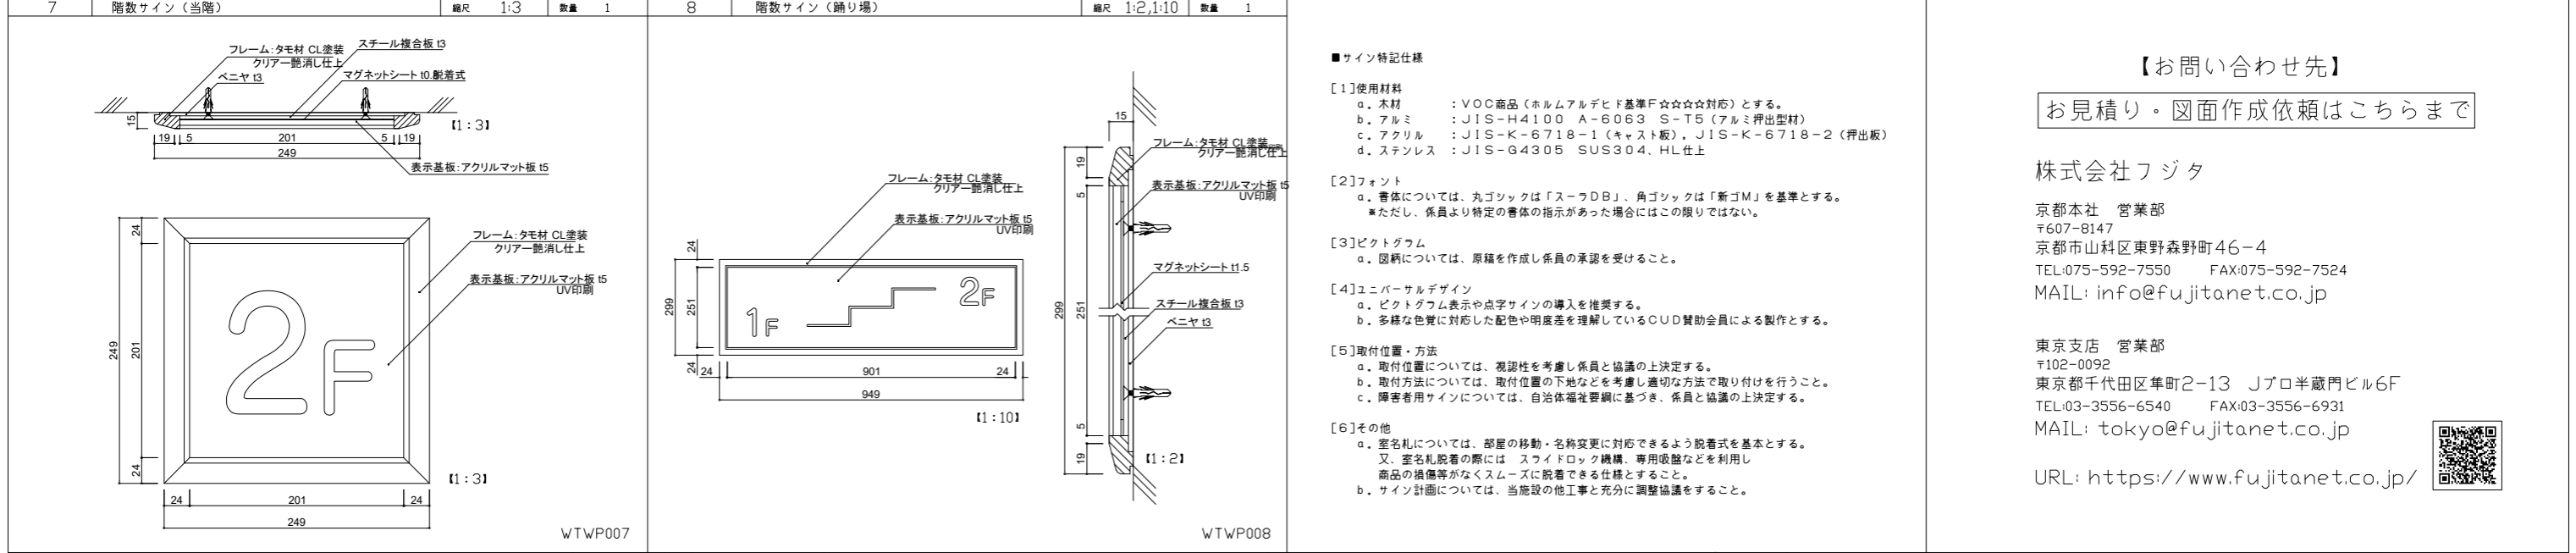 7 階数サイン（当階） 縮尺 1:3 数量 1
フレーム：タモ材 CL塗装
クリアー艶消し仕上
スチール複合板 t3
ベニヤ t3
マグネットシート t0.8脱着式
15
【1：3】
19 5 201 5 19
249
表示基板：アクリルマット板 t5
24
フレーム：タモ材 CL塗装
クリアー艶消し仕上
表示基板：アクリルマット板 t5
UV印刷
2F
249
201
24
【1：3】
24 201 24
249
WTWP007
8 階数サイン（踊り場） 縮尺 1:2,1:10 数量 1
フレーム：タモ材 CL塗装
クリアー艶消し仕上
表示基板：アクリルマット板 t5
UV印刷
24
299
251
1F
2F
24
24 901 24
949
【1：10】
15
フレーム：タモ材 CL塗装
クリアー艶消し仕上
19
表示基板：アクリルマット板 t5
UV印刷
5
マグネットシート t1.5
299
251
スチール複合板 t3
ベニヤ t3
5
19
【1：2】
WTWP008
■サイン特記仕様
[1]使用材料
a．木材 ：VOC商品（ホルムアルデヒド基準F☆☆☆☆対応）とする。
b．アルミ ：JIS-H4100 A-6063 S-T5（アルミ押出型材）
c．アクリル ：JIS-K-6718-1（キャスト板），JIS-K-6718-2（押出板）
d．ステンレス ：JIS-G4305 SUS304、HL仕上
[2]フォント
a．書体については、丸ゴシックは「スーラDB」、角ゴシックは「新ゴM」を基準とする。
※ただし、係員より特定の書体の指示があった場合にはこの限りではない。
[3]ピクトグラム
a．図柄については、原稿を作成し係員の承認を受けること。
[4]ユニバーサルデザイン
a．ピクトグラム表示や点字サインの導入を推奨する。
b．多様な色覚に対応した配色や明度差を理解しているCUD賛助会員による製作とする。
[5]取付位置・方法
a．取付位置については、視認性を考慮し係員と協議の上決定する。
b．取付方法については、取付位置の下地などを考慮し適切な方法で取り付けを行うこと。
c．障害者用サインについては、自治体福祉要綱に基づき、係員と協議の上決定する。
[6]その他
a．室名札については、部屋の移動・名称変更に対応できるよう脱着式を基本とする。
又、室名札脱着の際には スライドロック機構、専用吸盤などを利用し
商品の損傷等がなくスムーズに脱着できる仕様とすること。
b．サイン計画については、当施設の他工事と充分に調整協議をすること。
【お問い合わせ先】
お見積り。図面作成依頼はこちらまで
株式会社フジタ
京都本社 営業部
〒607-8147
京都市山科区東野森野町46-4
TEL:075-592-7550 FAX:075-592-7524
MAIL: info@fujitanet.co.jp
東京支店 営業部
〒102-0092
東京都千代田区隼町2-13 Jプロ半蔵門ビル6F
TEL:03-3556-6540 FAX:03-3556-6931
MAIL: tokyo@fujitanet.co.jp
URL: https://www.fujitanet.co.jp/